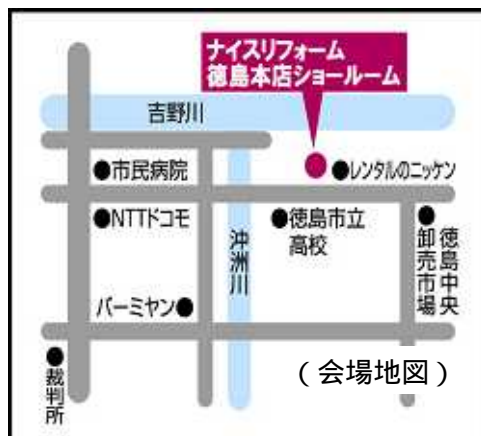 ナイスリフォーム
徳島本店ショールーム
吉野川
●市民病院
●レンタルのニッケン
●NTTドコモ
●徳島市立
高校
沖洲川
徳島中央
卸売市場
バーミヤン●
裁判所
(会場地図)